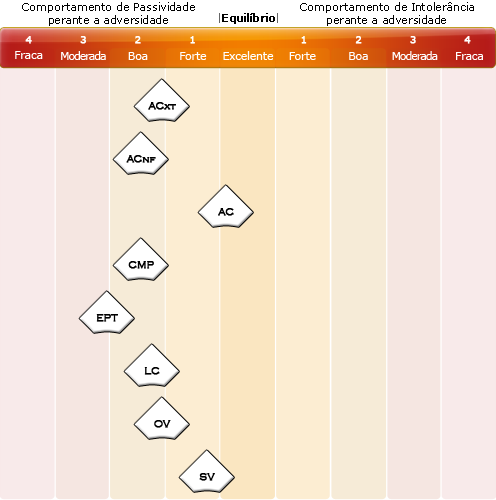 Comportamento de Passividade
perante a adversidade
|Equilíbrio|
Comportamento de Intolerância
perante a adversidade
4 3 2 1 1 2 3 4
Fraca Moderada Boa Forte Excelente Forte Boa Moderada Fraca
ACXT
ACNF
AC
CMP
EPT
LC
OV
SV